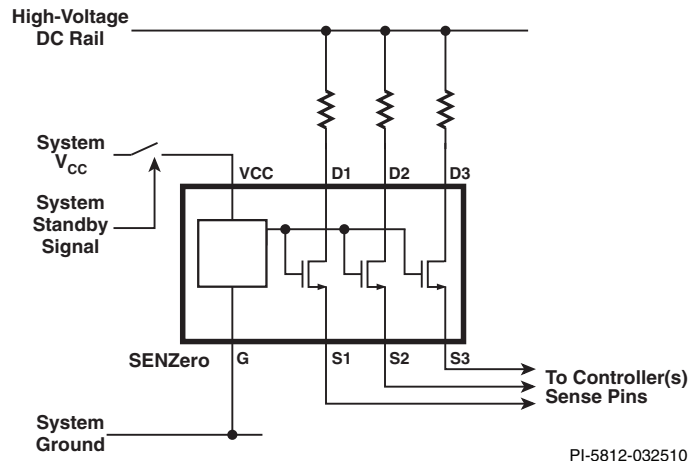 High-Voltage
DC Rail
System
VCC
System
Standby
Signal
VCC
D1
D2
D3
SENZero
G
S1
S2
S3
To Controller(s)
Sense Pins
System
Ground
PI-5812-032510